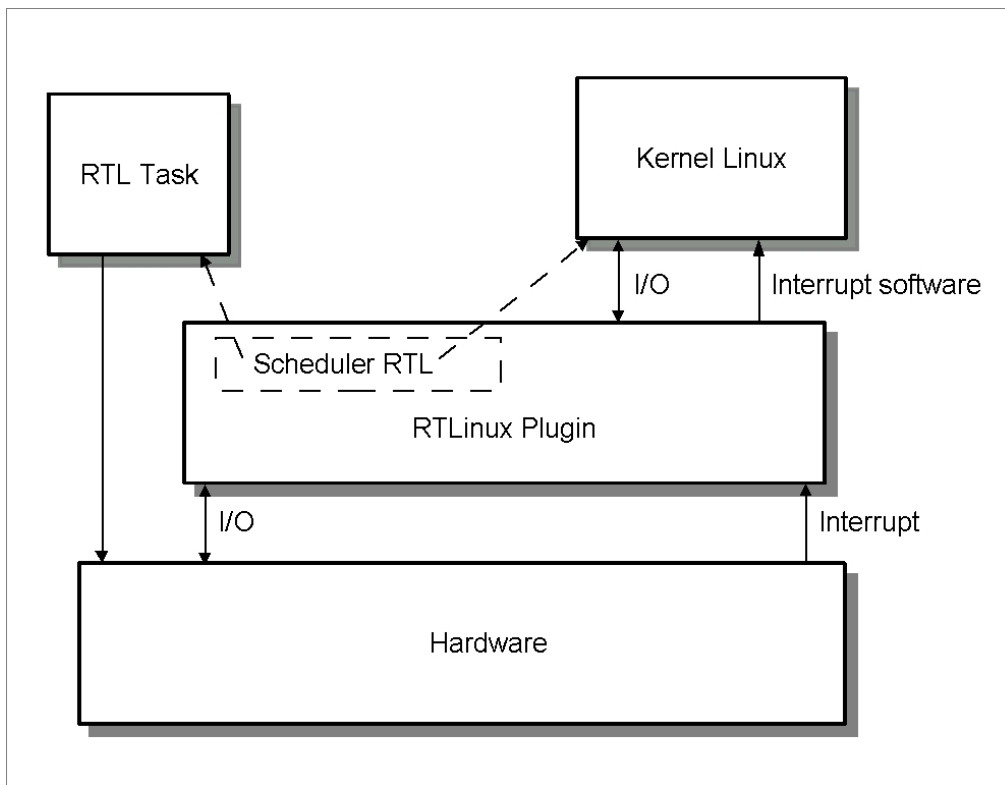 RTL Task
Kernel Linux
I/O
Interrupt software
Scheduler RTL
RTLinux Plugin
I/O
Interrupt
Hardware